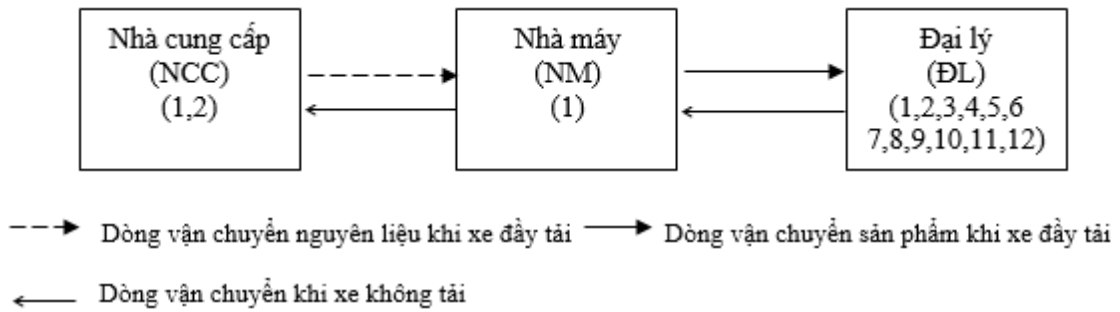 Nhà cung cấp
(NCC)
(1,2)
Nhà máy
(NM)
(1)
Đại lý
(ĐL)
(1,2,3,4,5,6
7,8,9,10,11,12)
Dòng vận chuyển nguyên liệu khi xe đầy tải
Dòng vận chuyển sản phẩm khi xe đầy tải
Dòng vận chuyển khi xe không tải